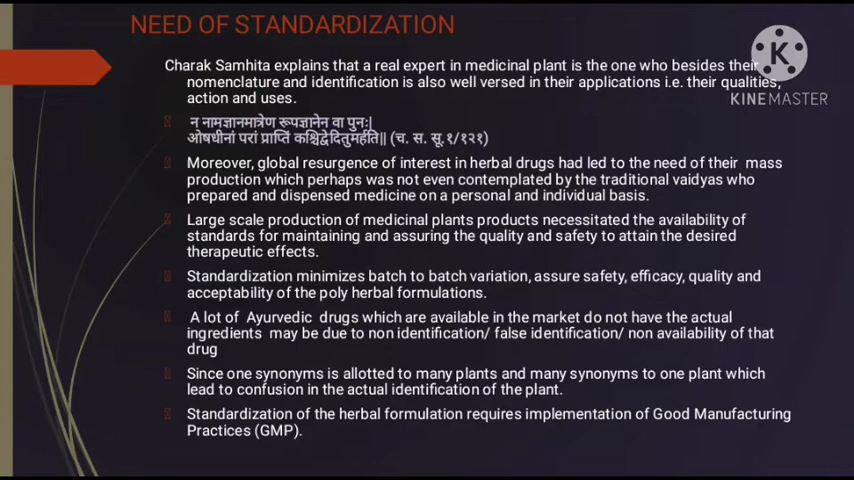 NEED OF STANDARDIZATION
Charak Samhita explains that a real expert in medicinal plant is the one who besides their
nomenclature and identification is also well versed in their applications i.e. their qualities,
action and uses.
न नामज्ञानमात्रेण रूपज्ञानेन वा पुनः|
ओषधीनां परां प्राप्तिं कश्चिद्वेदितुमर्हति|| (च. स. सू.१/१२१)
Moreover, global resurgence of interest in herbal drugs had led to the need of their mass
production which perhaps was not even contemplated by the traditional vaidyas who
prepared and dispensed medicine on a personal and individual basis.
Large scale production of medicinal plants products necessitated the availability of
standards for maintaining and assuring the quality and safety to attain the desired
therapeutic effects.
Standardization minimizes batch to batch variation, assure safety, efficacy, quality and
acceptability of the poly herbal formulations.
A lot of Ayurvedic drugs which are available in the market do not have the actual
ingredients may be due to non identification/ false identification/ non availability of that
drug
Since one synonyms is allotted to many plants and many synonyms to one plant which
lead to confusion in the actual identification of the plant.
Standardization of the herbal formulation requires implementation of Good Manufacturing
Practices (GMP).
K
KINEMASTER